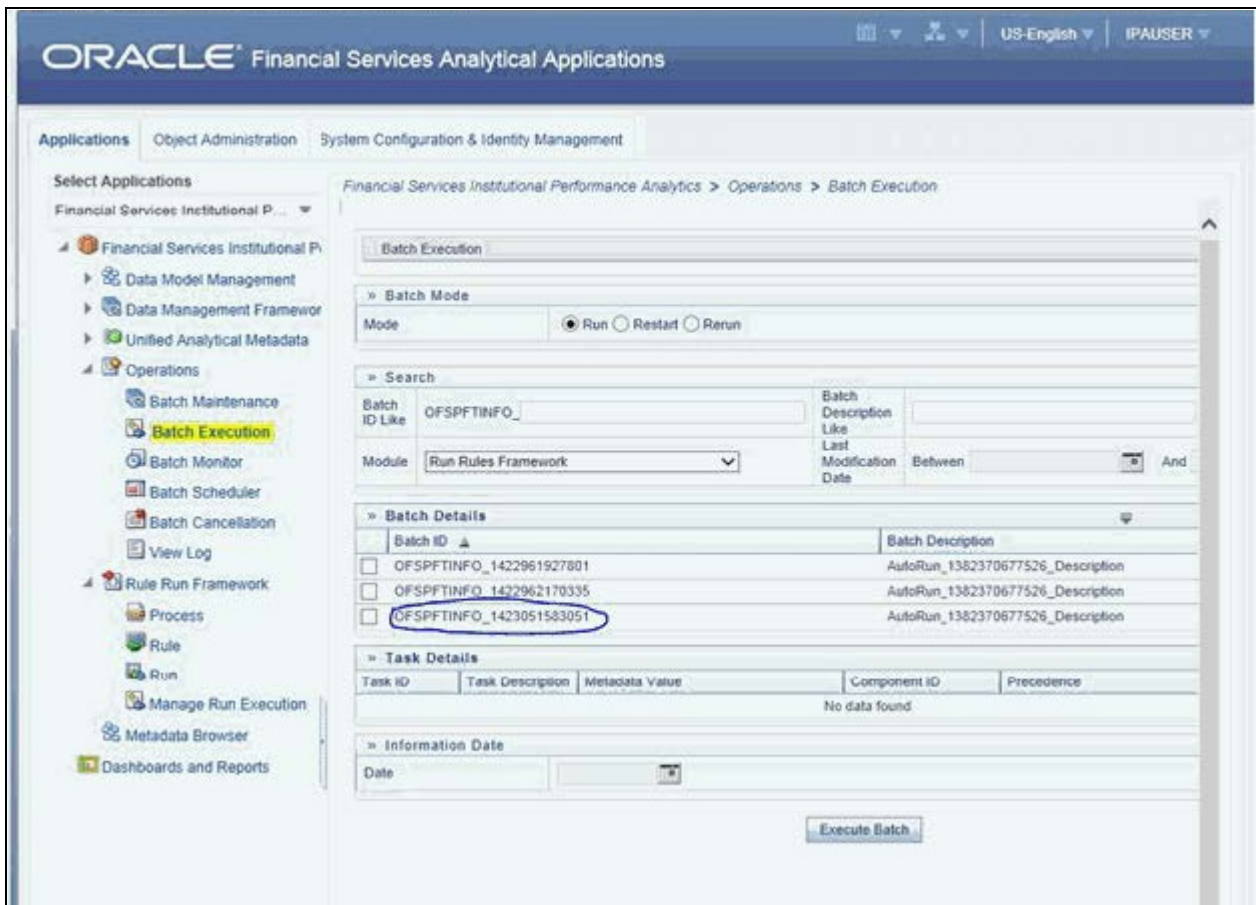 US-English IPAUSER
ORACLE Financial Services Analytical Applications
Applications Object Administration System Configuration & Identity Management
Select Applications
Financial Services Institutional P...
Financial Services Institutional P
Data Model Management
Data Management Framewor
Unified Analytical Metadata
Operations
Batch Maintenance
Batch Execution
Batch Monitor
Batch Scheduler
Batch Cancellation
View Log
Rule Run Framework
Process
Rule
Run
Manage Run Execution
Metadata Browser
Dashboards and Reports
Financial Services Institutional Performance Analytics > Operations > Batch Execution
Batch Execution
» Batch Mode
Mode Run Restart Rerun
» Search
Batch ID Like OFSPFTINFO_ Batch Description Like
Module Run Rules Framework Last Modification Date Between And
» Batch Details
Batch ID Batch Description
OFSPFTINFO_1422961927801 AutoRun_1382370677526_Description
OFSPFTINFO_1422962170335 AutoRun_1382370677526_Description
OFSPFTINFO_1423051583051 AutoRun_1382370677526_Description
» Task Details
Task ID Task Description Metadata Value Component ID Precedence
No data found
» Information Date
Date
Execute Batch